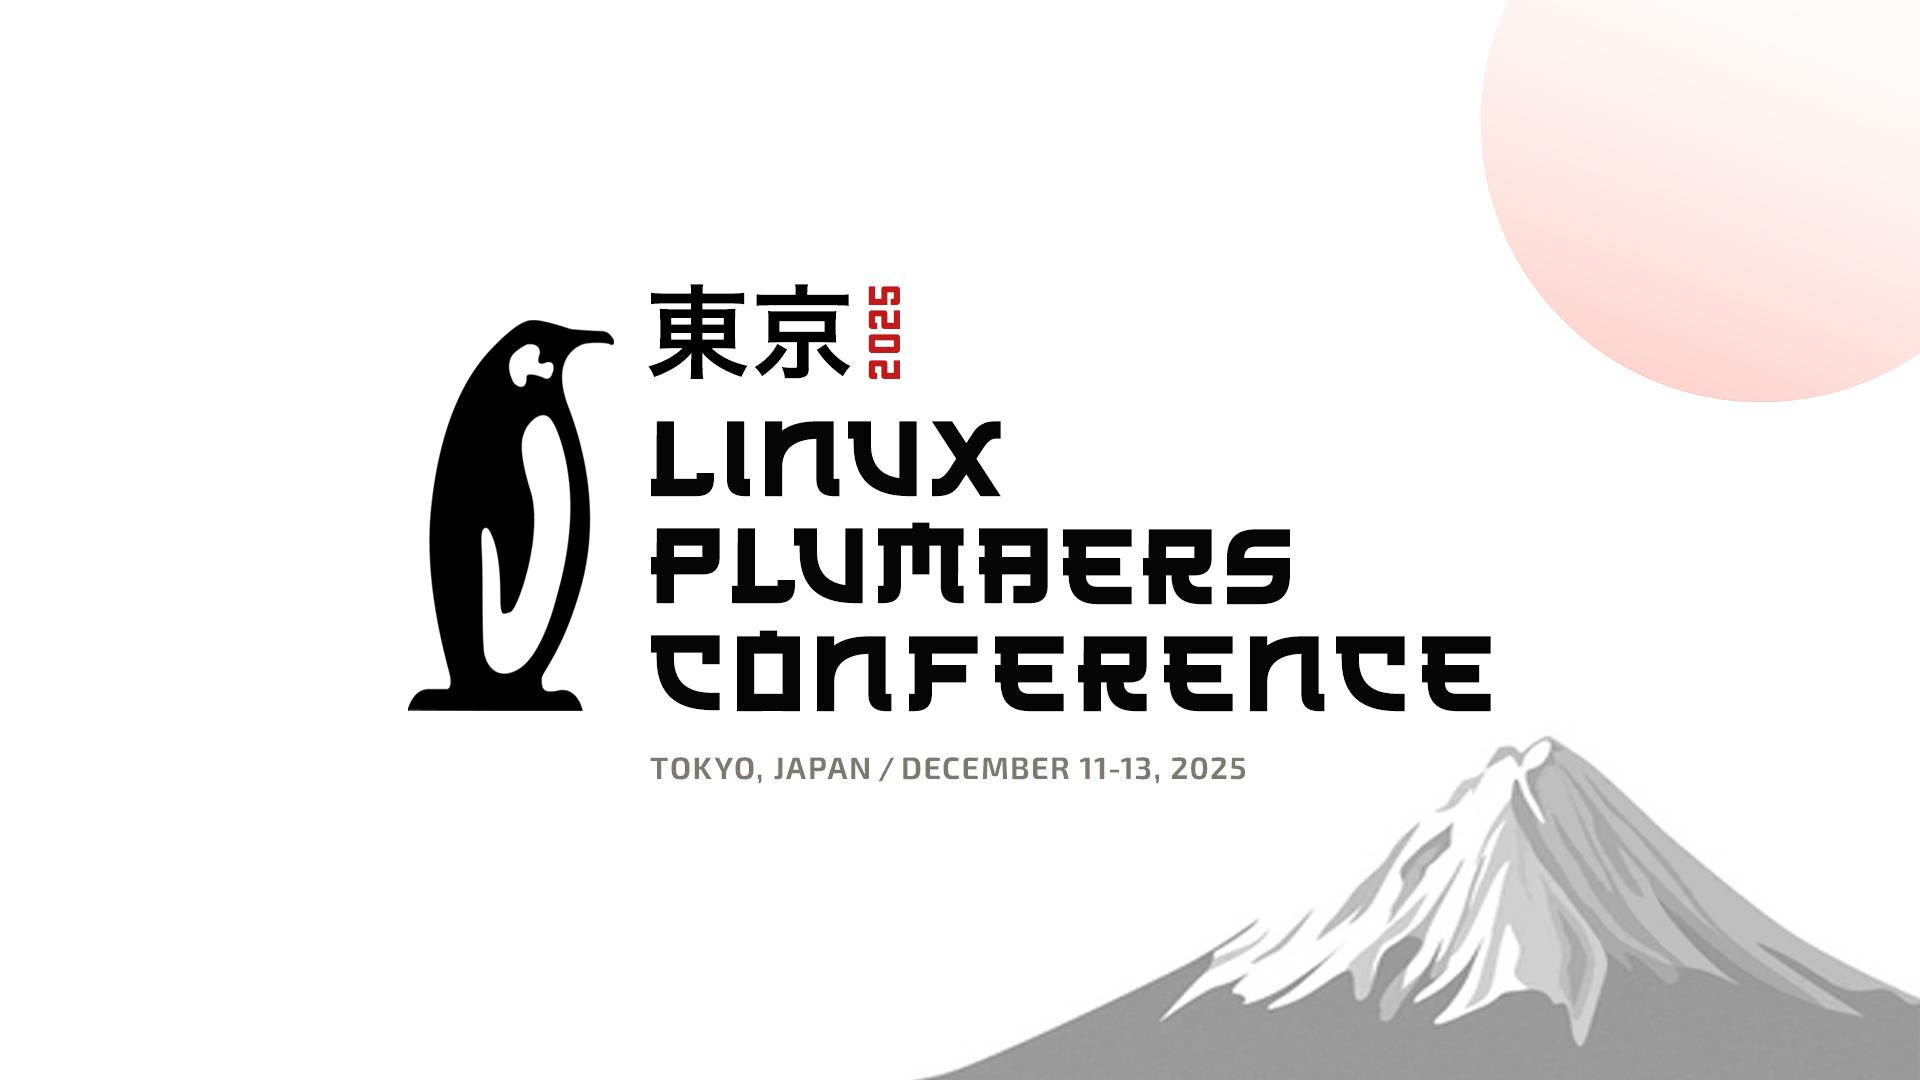 東京 2025
LINUX
PLUMBERS
CONFERENCE
TOKYO, JAPAN / DECEMBER 11-13, 2025